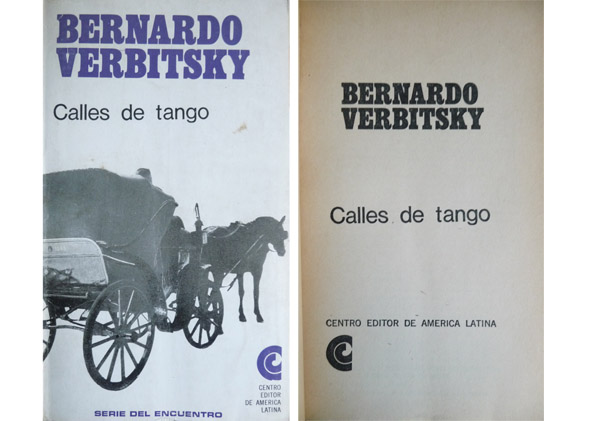 BERNARDO
VERBITSKY
Calles de tango
CENTRO
EDITOR
DE AMERICA
LATINA
SERIE DEL ENCUENTRO
BERNARDO
VERBITSKY
Calles de tango
CENTRO EDITOR DE AMERICA LATINA